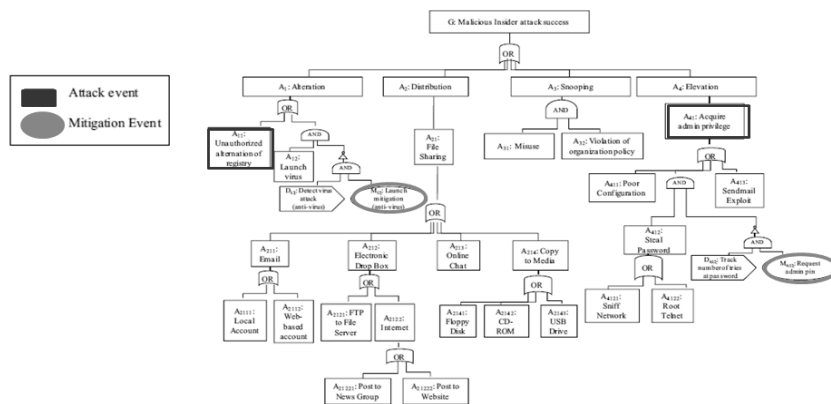 G: Malicious Insider attack success
OR
Attack event
Mitigation Event
A₁: Alteration
A₂: Distribution
A₃: Snooping
A₄: Elevation
OR
AND
A₁₁:
Unauthorized
alternation of
registry
AND
A₁₂:
Launch
virus
AND
D₁₂: Detect virus
attack
(anti-virus)
M₁₂: Launch
mitigation
(anti-virus)
A₂₁:
File
Sharing
A₃₁: Misuse
A₃₂: Violation of
organization policy
A₄₁: Acquire
admin privilege
OR
A₄₁₁: Poor
Configuration
AND
A₄₁₃:
Sendmail
Exploit
OR
A₄₁₂:
Steal
Password
AND
D₄₁₂: Track
number of tries
at password
M₄₁₂: Request
admin pin
A₂₁₁:
Email
A₂₁₂:
Electronic
Drop Box
A₂₁₃:
Online
Chat
A₂₁₄: Copy
to Media
OR
OR
OR
OR
A₂₁₁₁:
Local
Account
A₂₁₁₂:
Web-
based account
A₂₁₂₁: FTP
to File
Server
A₂₁₂₂:
Internet
A₂₁₄₁:
Floppy
Disk
A₂₁₄₂:
CD-
ROM
A₂₁₄₃:
USB
Drive
A₄₁₂₁:
Sniff
Network
A₄₁₂₂:
Root
Telnet
OR
A₂₁₂₂₁: Post to
News Group
A₂₁₂₂₂: Post to
Website